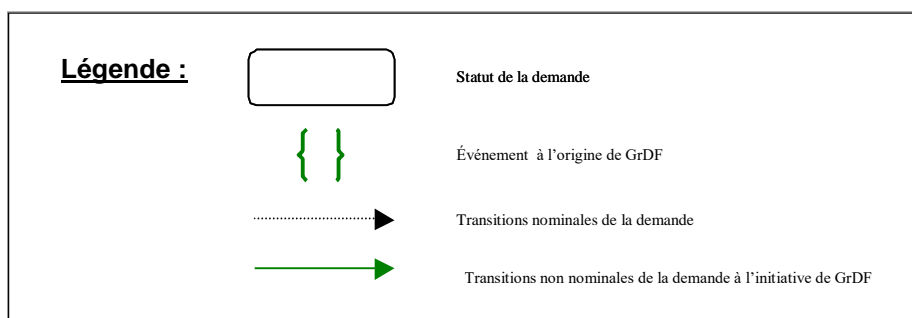 Légende :
Statut de la demande
{ }
Événement à l'origine de GrDF
Transitions nominales de la demande
Transitions non nominales de la demande à l'initiative de GrDF